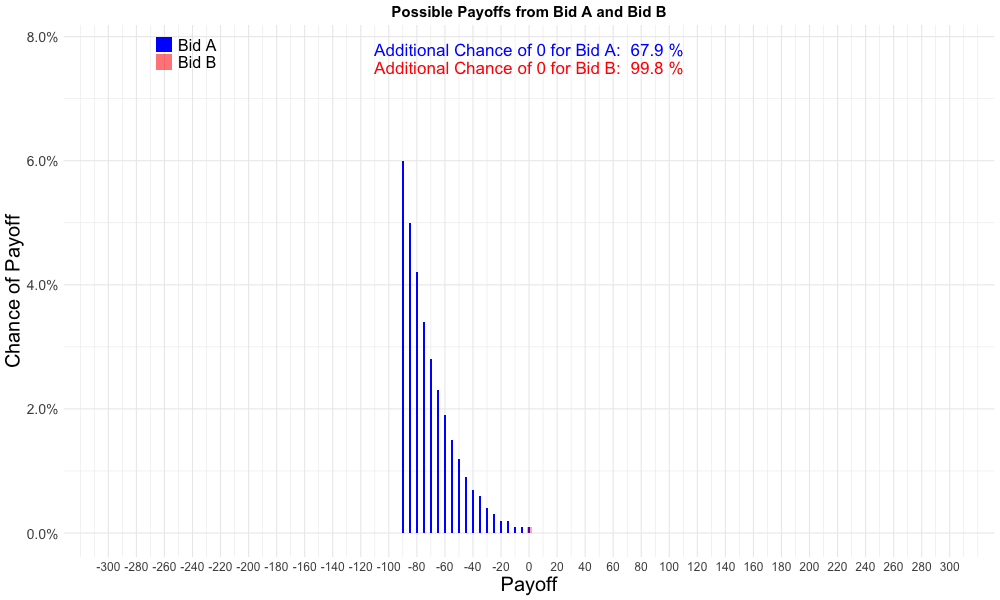 Possible Payoffs from Bid A and Bid B
Bid A
Bid B
Additional Chance of 0 for Bid A: 67.9 %
Additional Chance of 0 for Bid B: 99.8 %
Chance of Payoff
8.0%
6.0%
4.0%
2.0%
0.0%
-300 -280 -260 -240 -220 -200 -180 -160 -140 -120 -100 -80 -60 -40 -20 0 20 40 60 80 100 120 140 160 180 200 220 240 260 280 300
Payoff